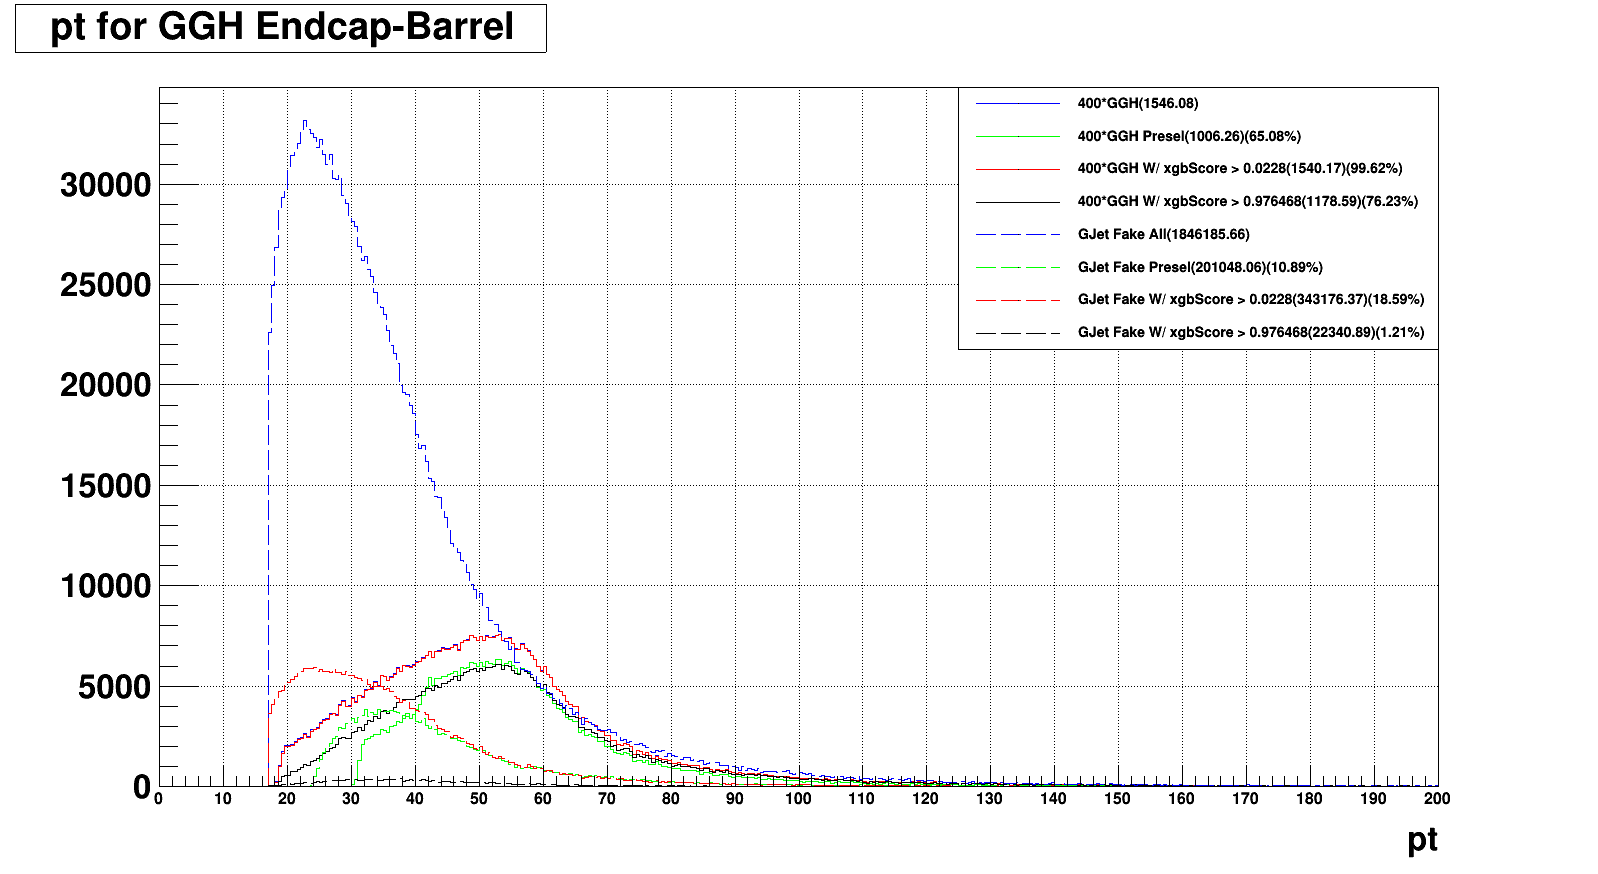 pt for GGH Endcap-Barrel
400*GGH(1546.08)
400*GGH Presel(1006.26)(65.08%)
400*GGH W/ xgbScore > 0.0228(1540.17)(99.62%)
400*GGH W/ xgbScore > 0.976468(1178.59)(76.23%)
GJet Fake All(1846185.66)
GJet Fake Presel(201048.06)(10.89%)
GJet Fake W/ xgbScore > 0.0228(343176.37)(18.59%)
GJet Fake W/ xgbScore > 0.976468(22340.89)(1.21%)
30000
25000
20000
15000
10000
5000
0
0 10 20 30 40 50 60 70 80 90 100 110 120 130 140 150 160 170 180 190 200
pt